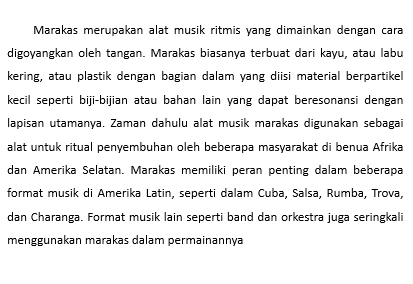 Marakas merupakan alat musik ritmis yang dimainkan dengan cara
digoyangkan oleh tangan. Marakas biasanya terbuat dari kayu, atau labu
kering, atau plastik dengan bagian dalam yang diisi material berpartikel
kecil seperti biji-bijian atau bahan lain yang dapat beresonansi dengan
lapisan utamanya. Zaman dahulu alat musik marakas digunakan sebagai
alat untuk ritual penyembuhan oleh beberapa masyarakat di benua Afrika
dan Amerika Selatan. Marakas memiliki peran penting dalam beberapa
format musik di Amerika Latin, seperti dalam Cuba, Salsa, Rumba, Trova,
dan Charanga. Format musik lain seperti band dan orkestra juga seringkali
menggunakan marakas dalam permainannya